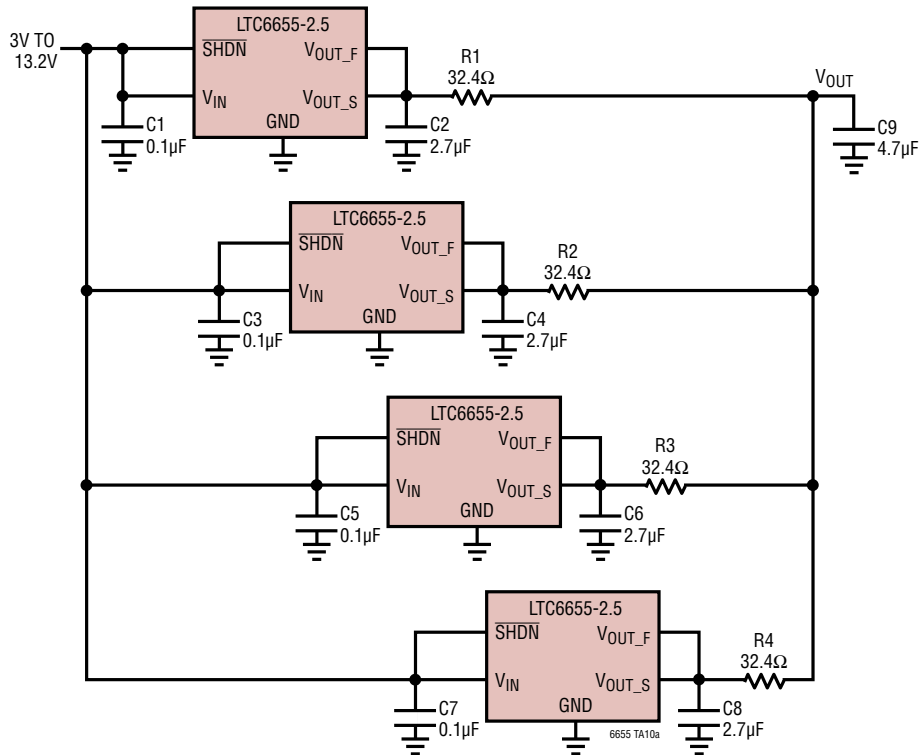 LTC6655-2.5
3V TO
13.2V
SHDN
VOUT_F
VIN
VOUT_S
GND
R1
32.4Ω
VOUT
C1
0.1µF
C2
2.7µF
C9
4.7µF
LTC6655-2.5
SHDN
VOUT_F
VIN
VOUT_S
GND
R2
32.4Ω
C3
0.1µF
C4
2.7µF
LTC6655-2.5
SHDN
VOUT_F
VIN
VOUT_S
GND
R3
32.4Ω
C5
0.1µF
C6
2.7µF
LTC6655-2.5
SHDN
VOUT_F
VIN
VOUT_S
GND
R4
32.4Ω
C7
0.1µF
C8
2.7µF
6655 TA10a